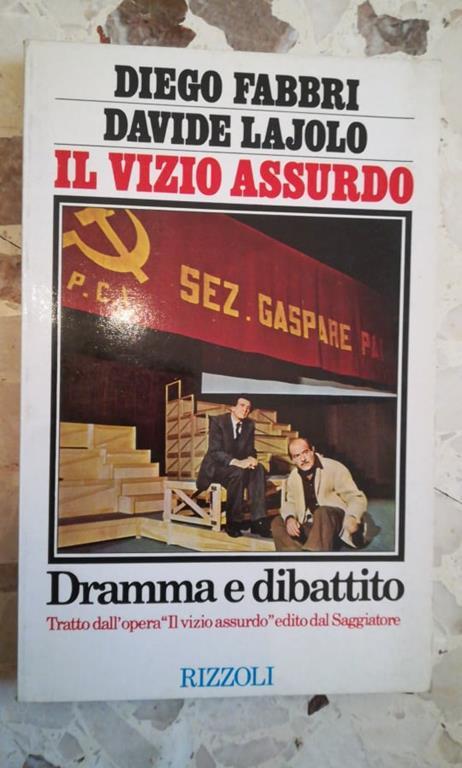 DIEGO FABBRI
DAVIDE LAJOLO
IL VIZIO ASSURDO
P.C.I.
SEZ. GASPARE
Dramma e dibattito
Tratto dall'opera "Il vizio assurdo" edito dal Saggiatore
RIZZOLI